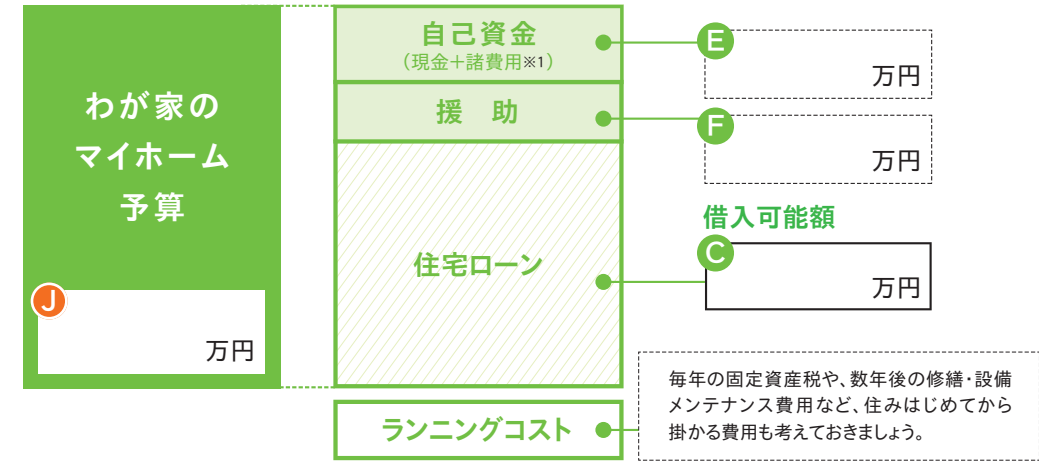 わが家の
マイホーム
予算
J
万円
自己資金
（現金＋諸費用※1）
援 助
住宅ローン
ランニングコスト
E
万円
F
万円
借入可能額
C
万円
毎年の固定資産税や、数年後の修繕・設備
メンテナンス費用など、住みはじめてから
掛かる費用も考えておきましょう。